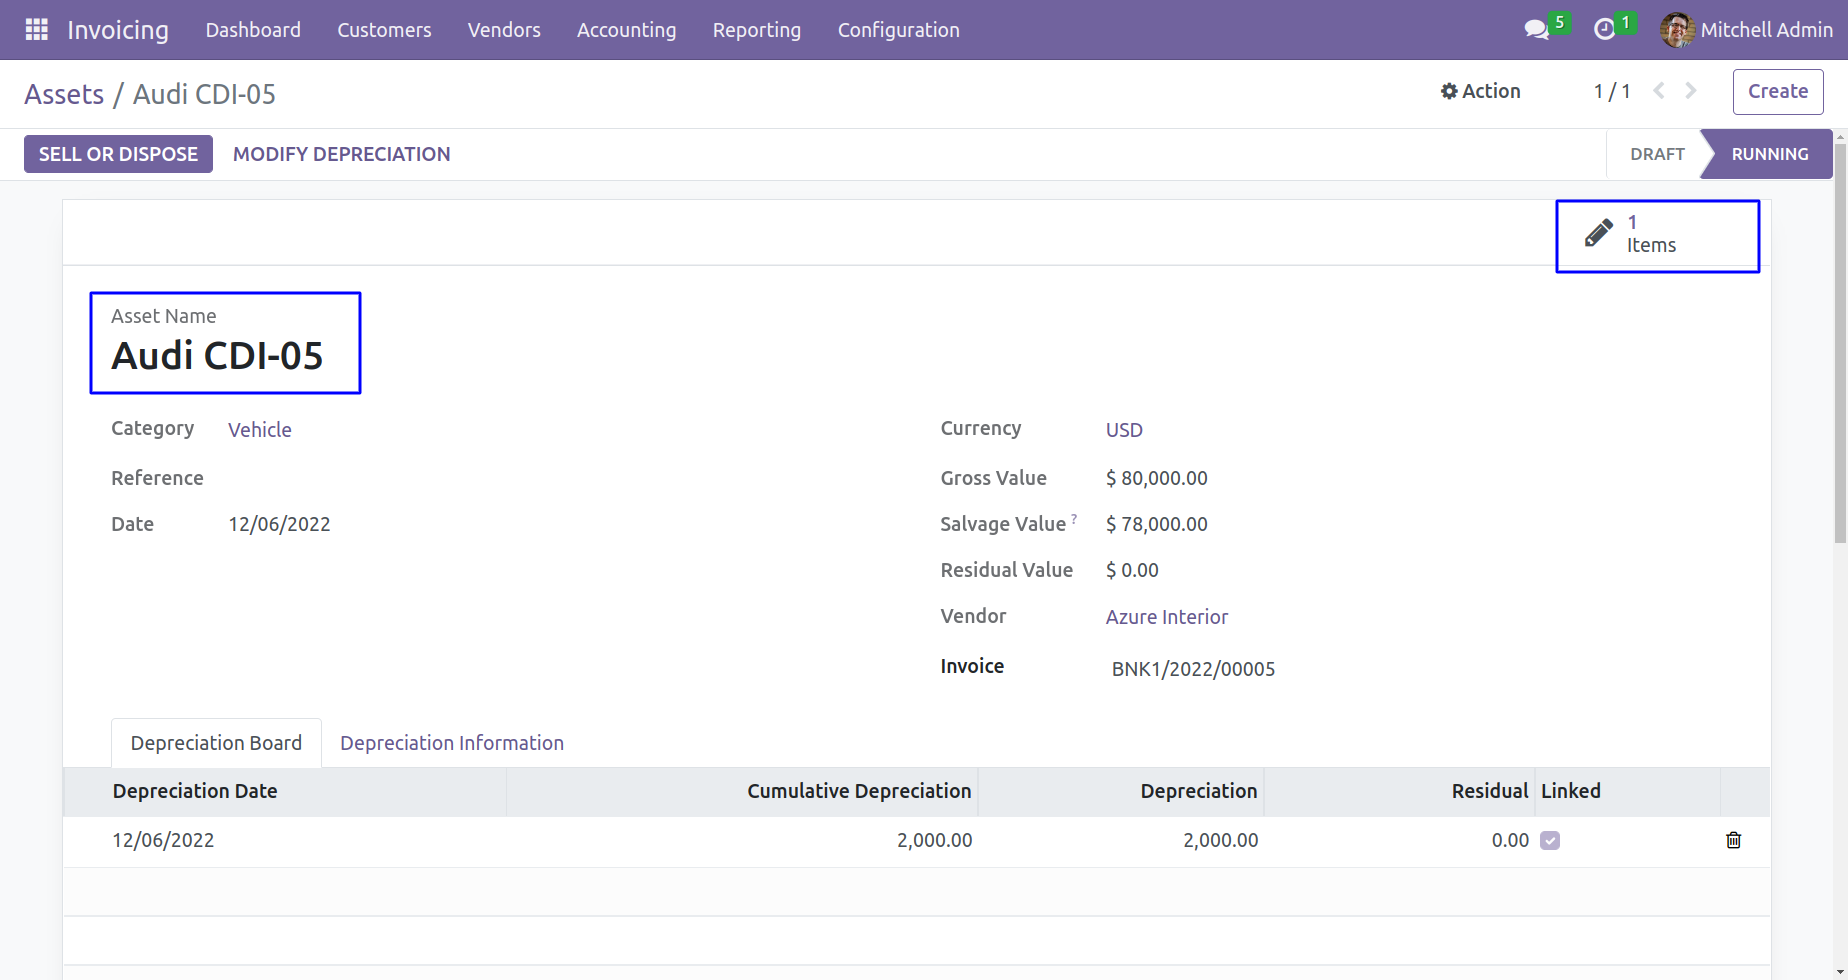 Invoicing Dashboard Customers Vendors Accounting Reporting Configuration 5 1 Mitchell Admin
Assets / Audi CDI-05 Action 1 / 1 Create
SELL OR DISPOSE MODIFY DEPRECIATION DRAFT RUNNING
1
Items
Asset Name
Audi CDI-05
Category Vehicle
Reference
Date 12/06/2022
Currency USD
Gross Value $ 80,000.00
Salvage Value ? $ 78,000.00
Residual Value $ 0.00
Vendor Azure Interior
Invoice BNK1/2022/00005
Depreciation Board Depreciation Information
Depreciation Date Cumulative Depreciation Depreciation Residual Linked
12/06/2022 2,000.00 2,000.00 0.00